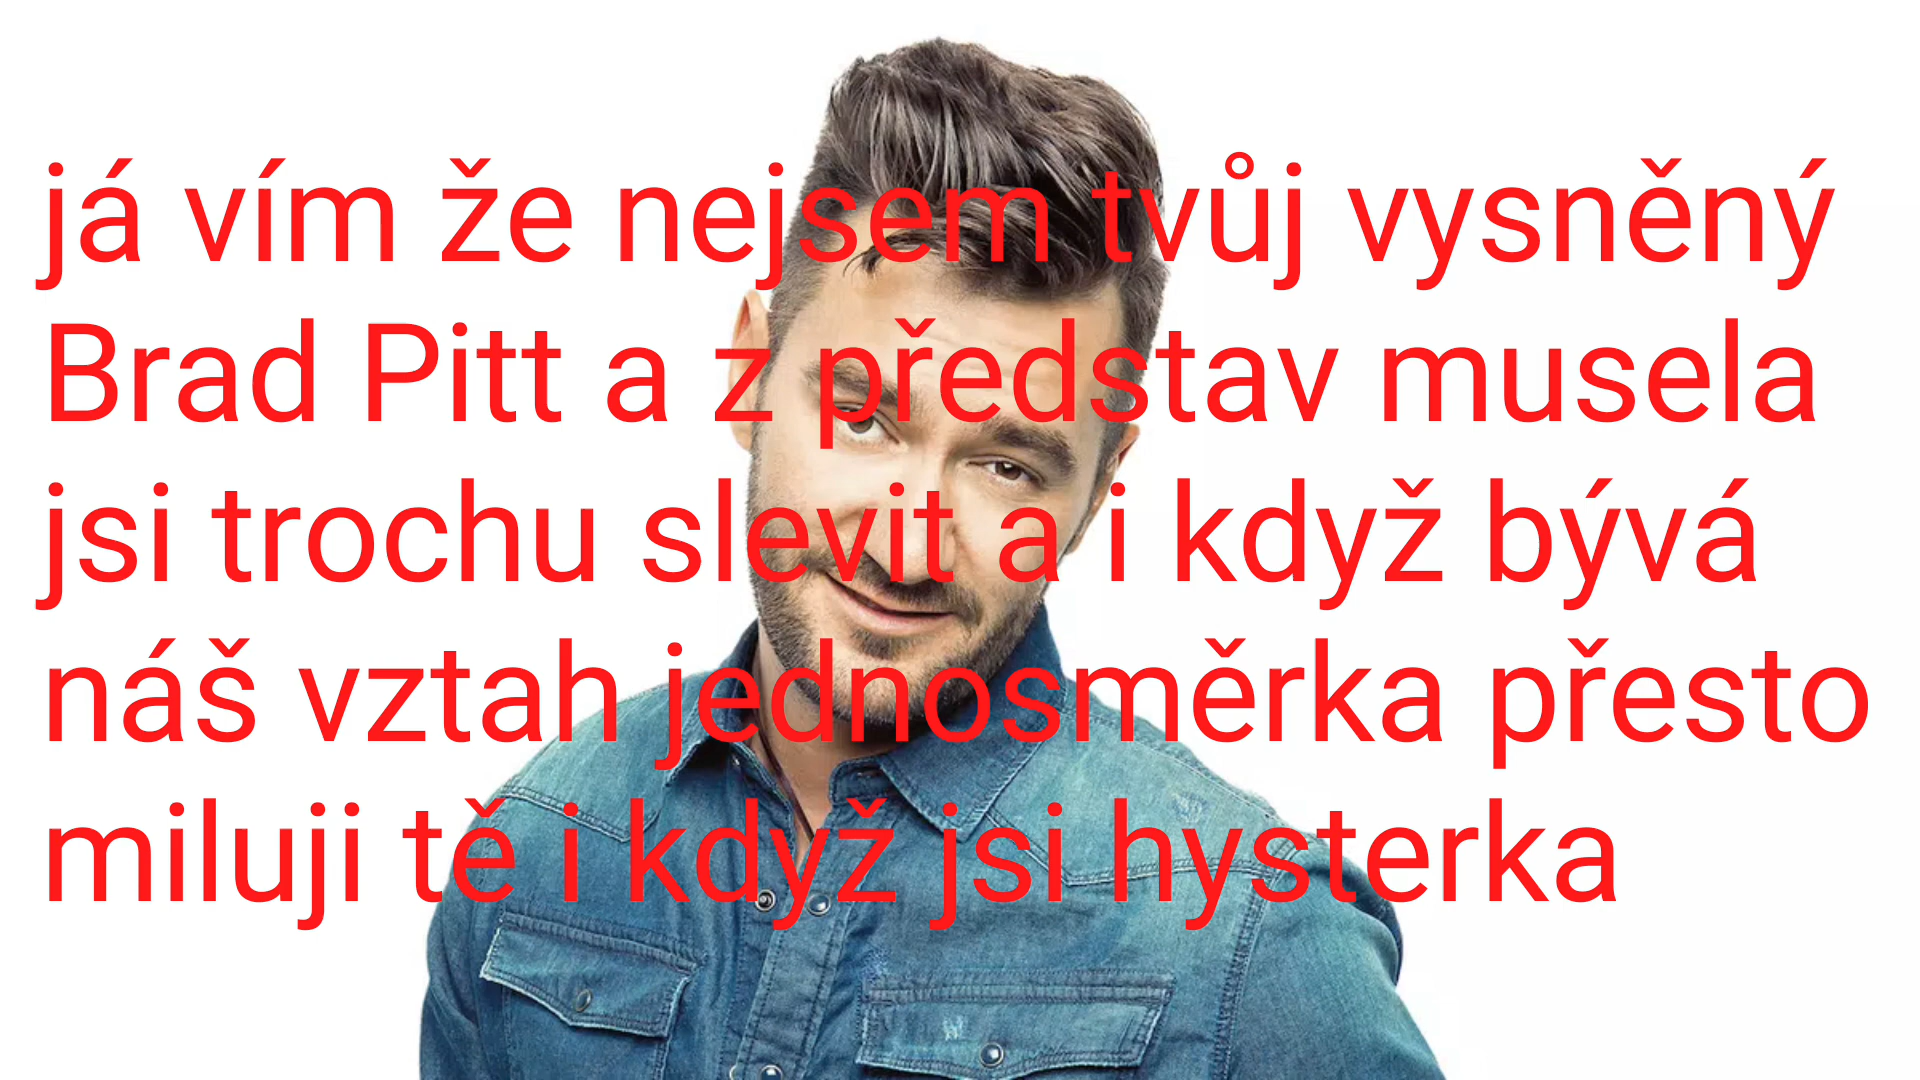 já vím že nejsem tvůj vysněný
Brad Pitt a z představ musela
jsi trochu slevit a i když bývá
náš vztah jednosměrka přesto
miluji tě i když jsi hysterka